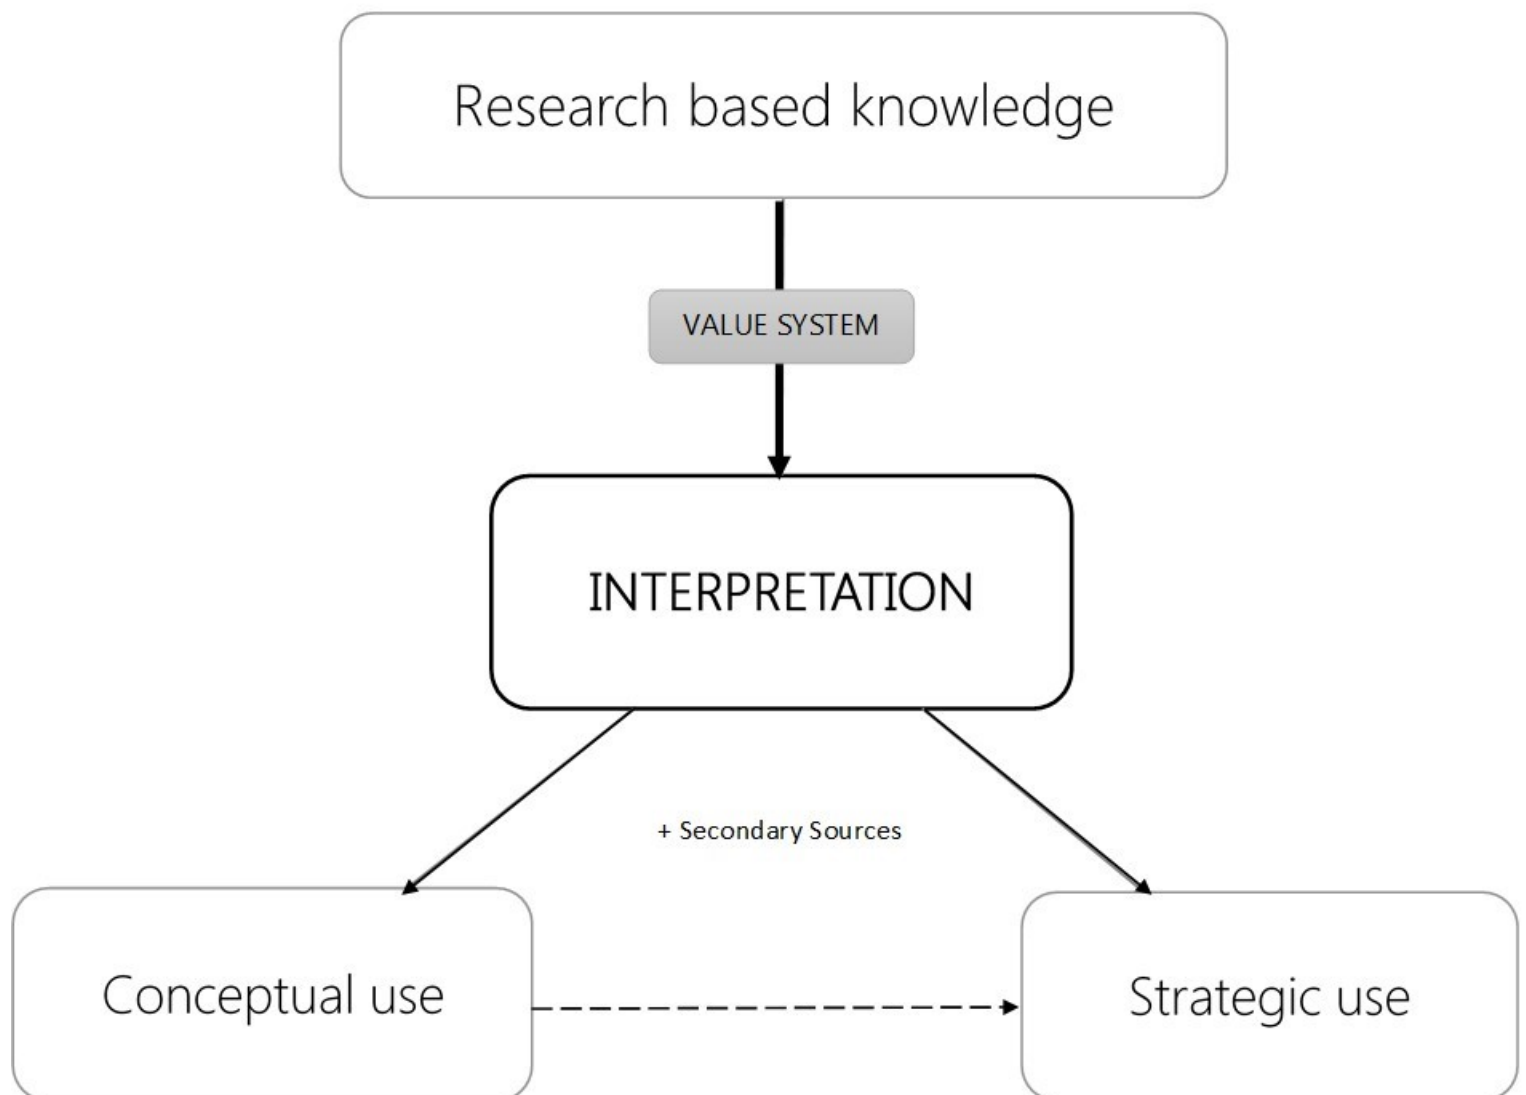 Research based knowledge
VALUE SYSTEM
INTERPRETATION
+ Secondary Sources
Conceptual use
Strategic use